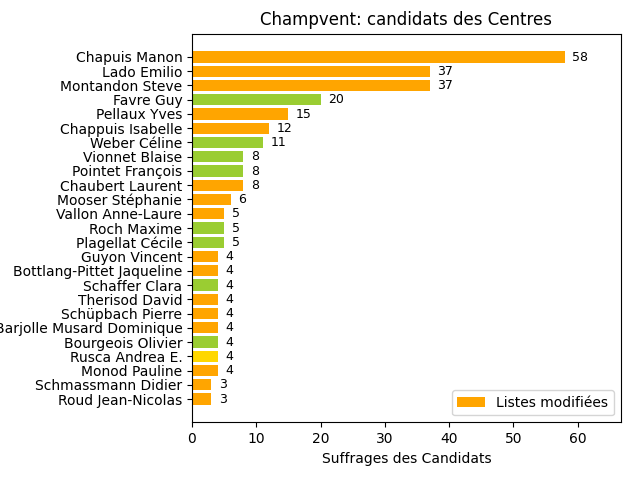 Champvent: candidats des Centres
Chapuis Manon 58
Lado Emilio 37
Montandon Steve 37
Favre Guy 20
Pellaux Yves 15
Chappuis Isabelle 12
Weber Céline 11
Vionnet Blaise 8
Pointet François 8
Chaubert Laurent 8
Mooser Stéphanie 6
Vallon Anne-Laure 5
Roch Maxime 5
Plagellat Cécile 5
Guyon Vincent 4
Bottlang-Pittet Jaqueline 4
Schaffer Clara 4
Therisod David 4
Schüpbach Pierre 4
Barjolle Musard Dominique 4
Bourgeois Olivier 4
Rusca Andrea E. 4
Monod Pauline 4
Schmassmann Didier 3
Roud Jean-Nicolas 3
Listes modifiées
0 10 20 30 40 50 60
Suffrages des Candidats